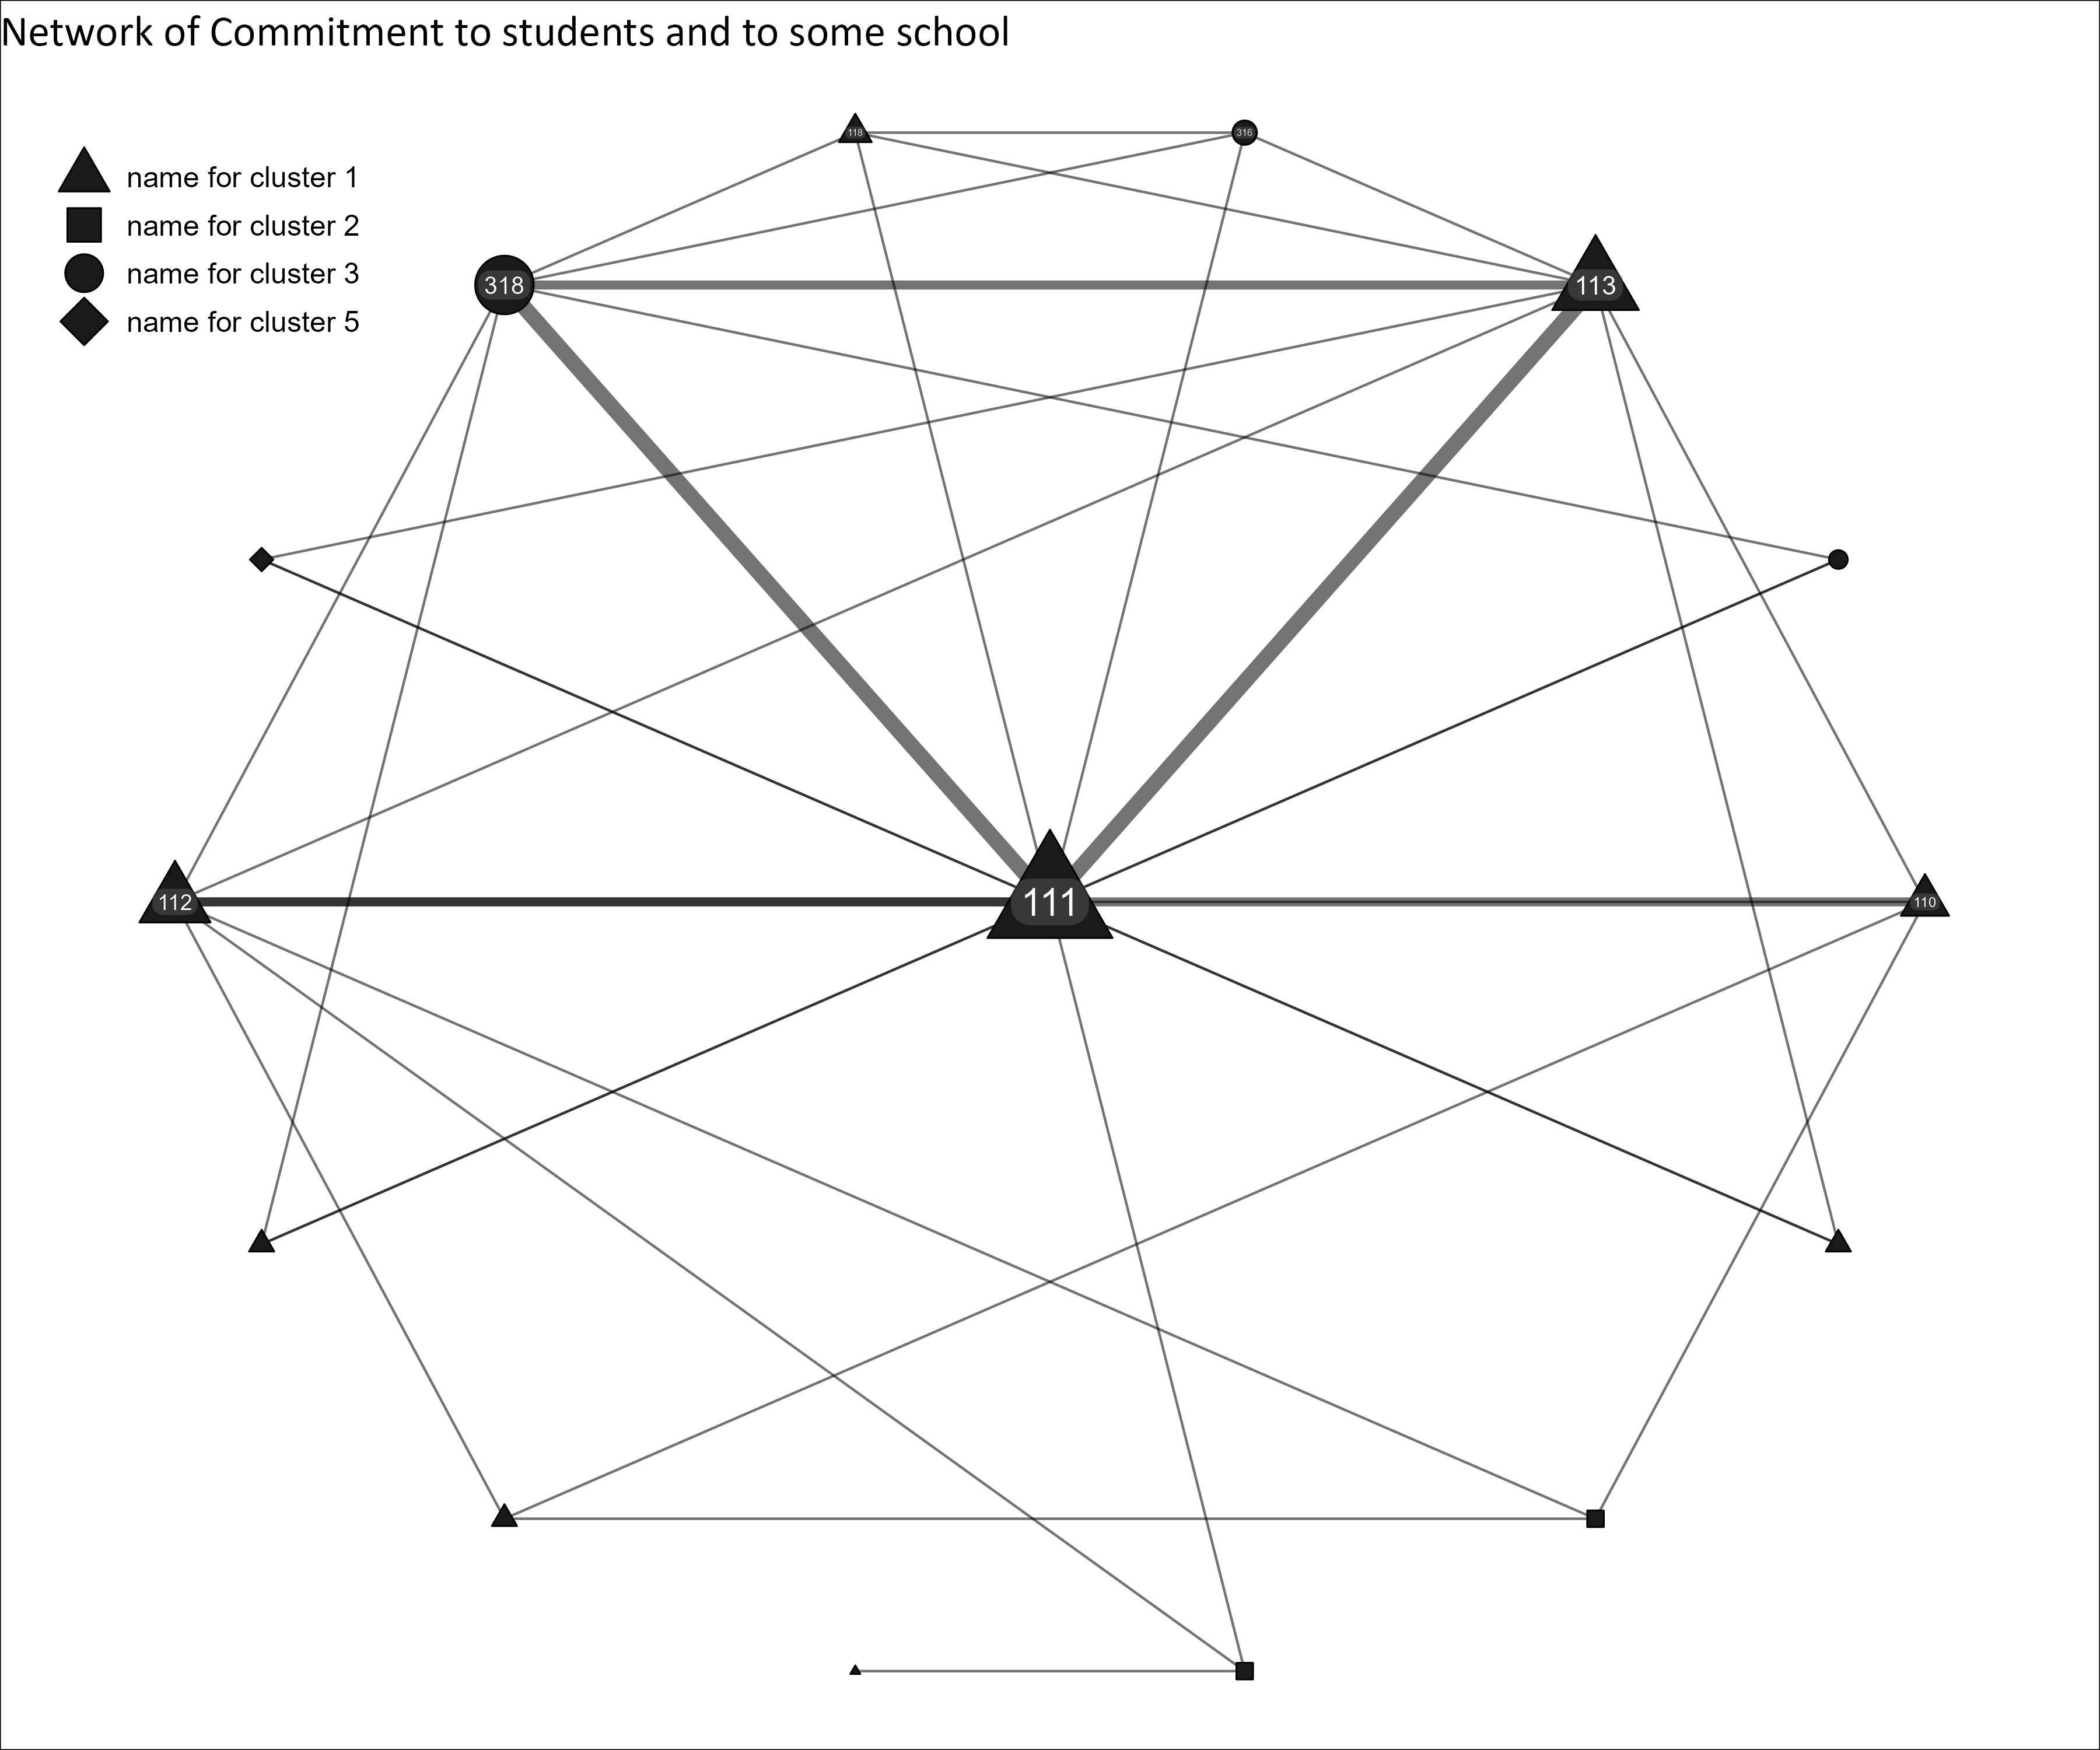 Network of Commitment to students and to some school
118
316
name for cluster 1
name for cluster 2
name for cluster 3
name for cluster 5
318
113
112
111
110